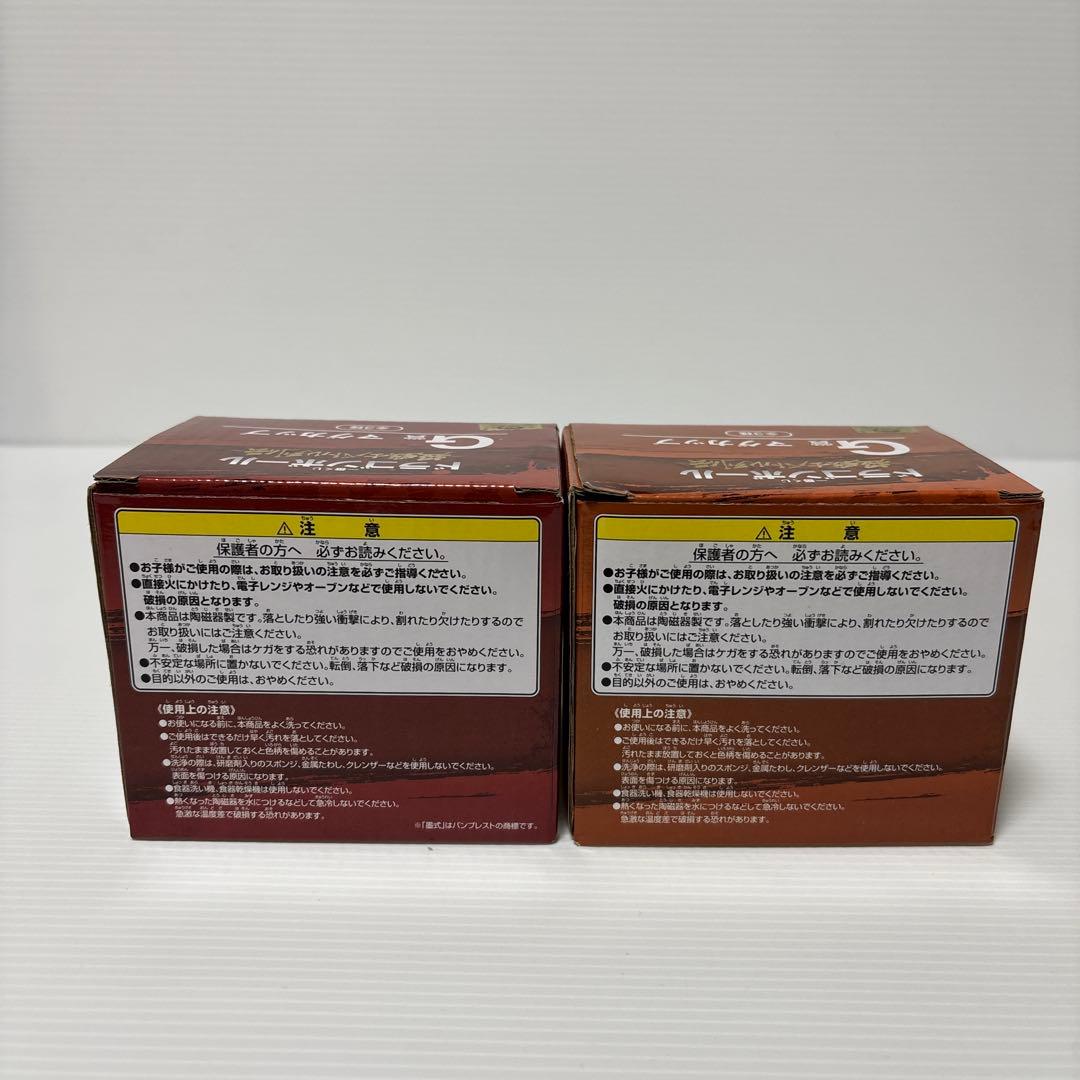 ドラゴンボール
G賞 マグカップ
全3種
⚠注意
保護者の方へ 必ずお読みください。
●お子様がご使用の際は、お取り扱いの注意を必ずご指導ください。
●直接火にかけたり、電子レンジやオーブンなどで使用しないでください。
破損の原因となります。
●本商品は陶磁器製です。落としたり強い衝撃により、割れたり欠けたりするので
お取り扱いにはご注意ください。
万一、破損した場合はケガをする恐れがありますのでご使用をおやめください。
●不安定な場所に置かないでください。転倒、落下など破損の原因になります。
●目的以外のご使用は、おやめください。
《使用上の注意》
●お使いになる前に、本商品をよく洗ってください。
●ご使用後はできるだけ早く汚れを落としてください。
汚れたまま放置しておくと色柄を傷めることがあります。
●洗浄の際は、研磨剤入りのスポンジ、金属たわし、クレンザーなどを使用しないでください。
表面を傷つける原因になります。
●食器洗い機、食器乾燥機は使用しないでください。
●熱くなった陶磁器を水につけるなどして急冷しないでください。
急激な温度差で破損する恐れがあります。
※「墨式」はバンプレストの商標です。
ドラゴンボール
G賞 マグカップ
全3種
⚠注意
保護者の方へ 必ずお読みください。
●お子様がご使用の際は、お取り扱いの注意を必ずご指導ください。
●直接火にかけたり、電子レンジやオーブンなどで使用しないでください。
破損の原因となります。
●本商品は陶磁器製です。落としたり強い衝撃により、割れたり欠けたりするので
お取り扱いにはご注意ください。
万一、破損した場合はケガをする恐れがありますのでご使用をおやめください。
●不安定な場所に置かないでください。転倒、落下など破損の原因になります。
●目的以外のご使用は、おやめください。
《使用上の注意》
●お使いになる前に、本商品をよく洗ってください。
●ご使用後はできるだけ早く汚れを落としてください。
汚れたまま放置しておくと色柄を傷めることがあります。
●洗浄の際は、研磨剤入りのスポンジ、金属たわし、クレンザーなどを使用しないでください。
表面を傷つける原因になります。
●食器洗い機、食器乾燥機は使用しないでください。
●熱くなった陶磁器を水につけるなどして急冷しないでください。
急激な温度差で破損する恐れがあります。